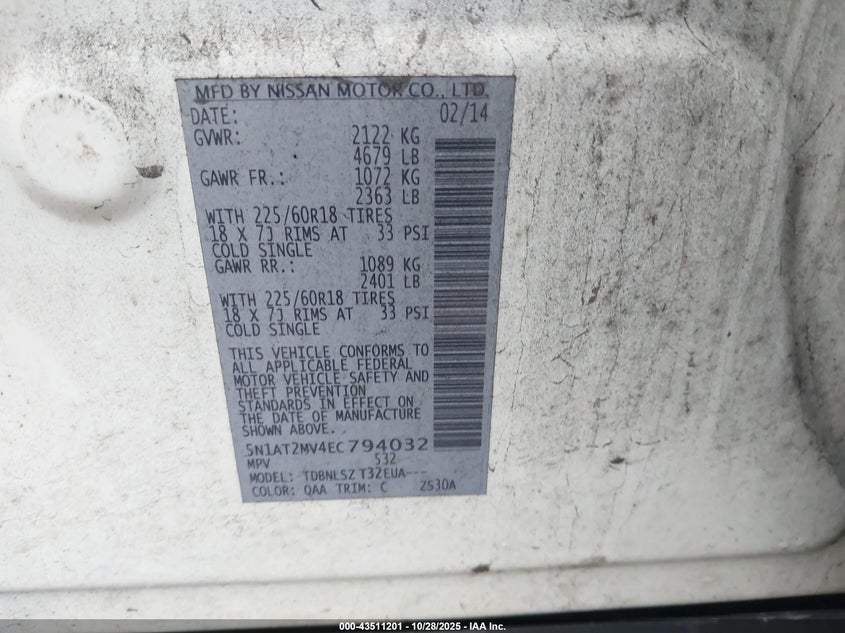 MFD BY NISSAN MOTOR CO., LTD.
DATE: 02/14
GVWR: 2122 KG
4679 LB
GAWR FR.: 1072 KG
2363 LB
WITH 225/60R18 TIRES
18 X 7J RIMS AT 33 PSI
COLD SINGLE
GAWR RR.: 1089 KG
2401 LB
WITH 225/60R18 TIRES
18 X 7J RIMS AT 33 PSI
COLD SINGLE
THIS VEHICLE CONFORMS TO
ALL APPLICABLE FEDERAL
MOTOR VEHICLE SAFETY AND
THEFT PREVENTION
STANDARDS IN EFFECT ON
THE DATE OF MANUFACTURE
SHOWN ABOVE.
5N1AT2MV4EC794032
MPV 532
MODEL: TDBNLSZ T32EUA---
COLOR: QAA TRIM: C ZS30A
000-43511201 - 10/28/2025 - IAA Inc.